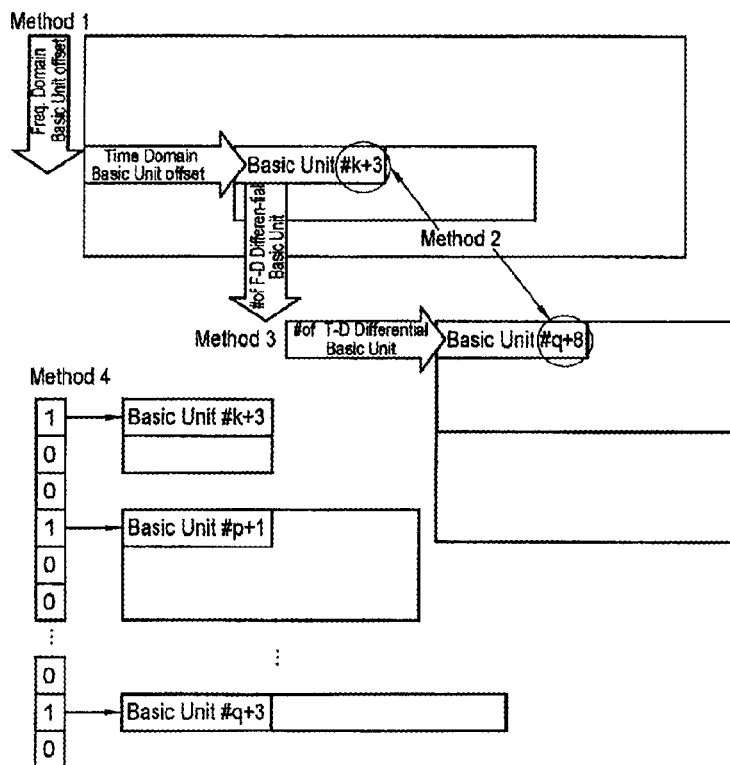 Method 1
Freq. Domain
Basic Unit offset
Time Domain
Basic Unit offset
Basic Unit #k+3
#of F-D Differen-tial
Basic Unit
Method 2
Method 3
#of T-D Differential
Basic Unit
Basic Unit #q+8
Method 4
1
Basic Unit #k+3
0
0
1
Basic Unit #p+1
0
0
...
...
0
1
Basic Unit #q+3
0